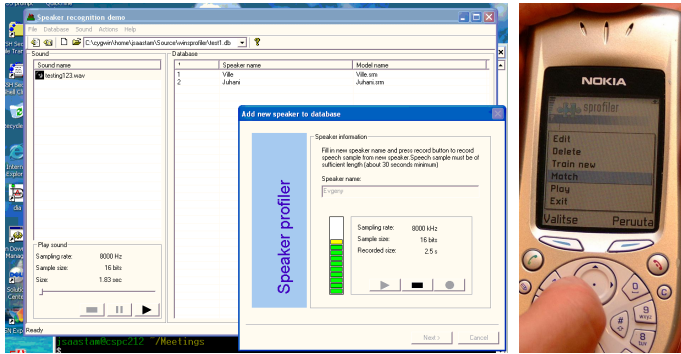 Speaker recognition demo
File Database Sound Actions Help
C:\cygwin\home\jsaastam\Source\winsprofiler\test1.db
Sound
Sound name
testing123.wav
Database
Speaker name Model name
1 Ville Ville.srm
2 Juhani Juhani.srm
Add new speaker to database
Speaker profiler
Speaker information
Fill in new speaker name and press record button to record
speech sample from new speaker.Speech sample must be of
sufficient length (about 30 seconds minimum)
Speaker name:
Evgeny
Sampling rate: 8000 kHz
Sample size: 16 bits
Recorded size: 2.5 s
Next > Cancel
Play sound
Sampling rate: 8000 Hz
Sample size: 16 bits
Size: 1.83 sec
Ready
jsaastam@cspc212 ~/Meetings
$
NOKIA
sprofiler
Edit
Delete
Train new
Match
Play
Exit
Valitse Peruuta